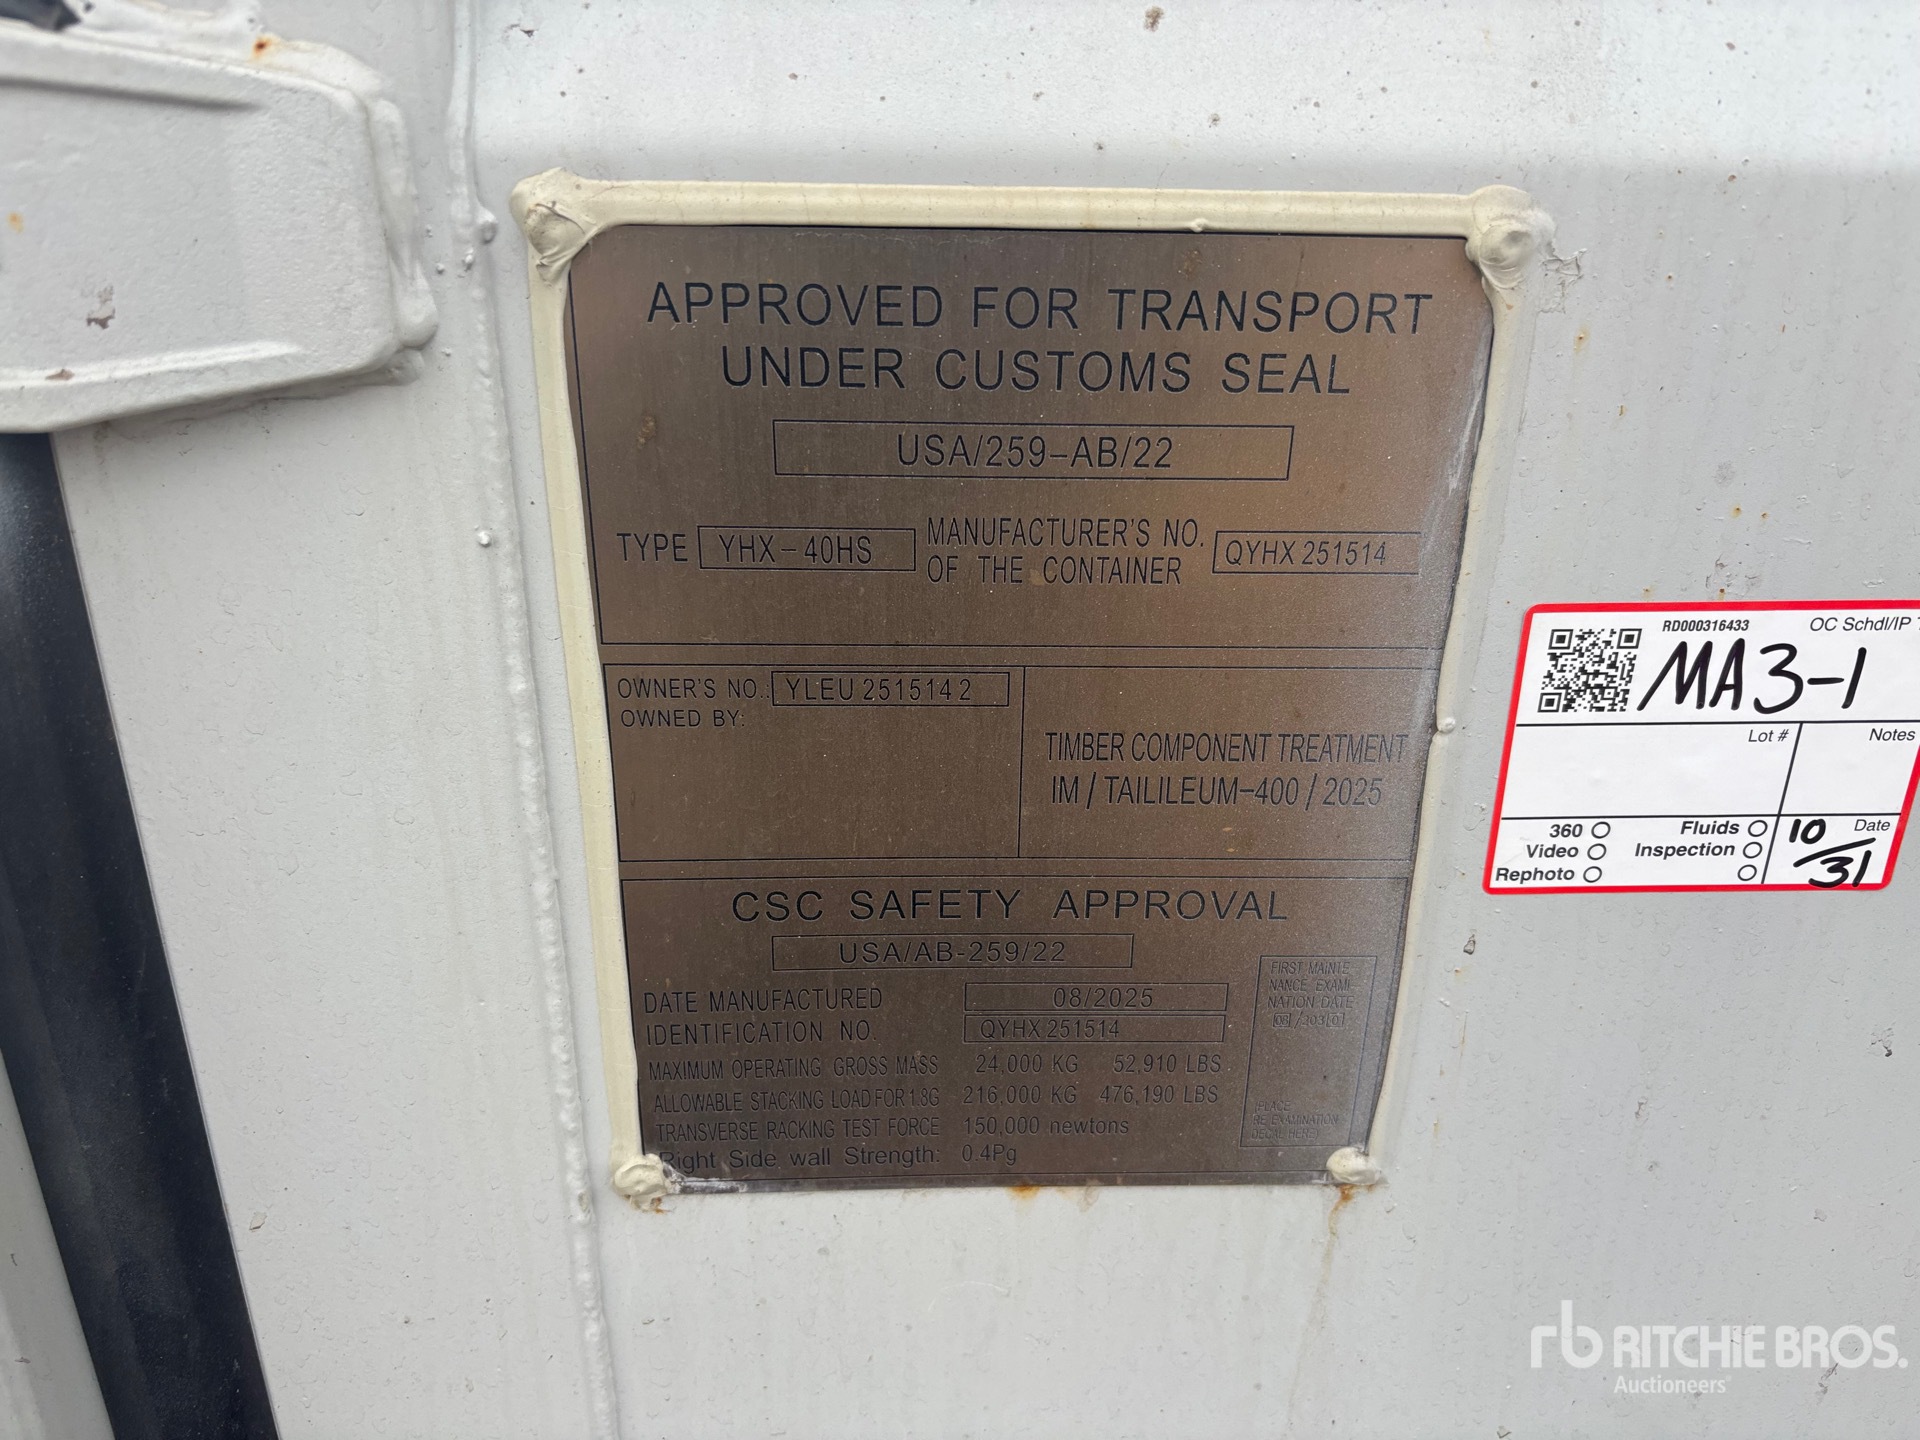 APPROVED FOR TRANSPORT
UNDER CUSTOMS SEAL
USA/259-AB/22
TYPE YHX-40HS MANUFACTURER'S NO. OF THE CONTAINER QYHX 251514
OWNER'S NO.: YLEU 251514 2
OWNED BY:
TIMBER COMPONENT TREATMENT
IM / TAILILEUM-400 / 2025
CSC SAFETY APPROVAL
USA/AB-259/22
DATE MANUFACTURED 08/2025
IDENTIFICATION NO. QYHX 251514
MAXIMUM OPERATING GROSS MASS 24,000 KG 52,910 LBS
ALLOWABLE STACKING LOAD FOR 1.8G 216,000 KG 476,190 LBS
TRANSVERSE RACKING TEST FORCE 150,000 newtons
Right Side wall Strength: 0.4Pg
FIRST MAINTE
NANCE EXAMI-
NATION DATE
(PLACE
RE-EXAMINATION
DECAL HERE)
RD000316433 OC Schdl/IP
MA3-1
Lot # Notes
360 Fluids
Video Inspection
Rephoto
Date
10/31
rb RITCHIE BROS.
Auctioneers